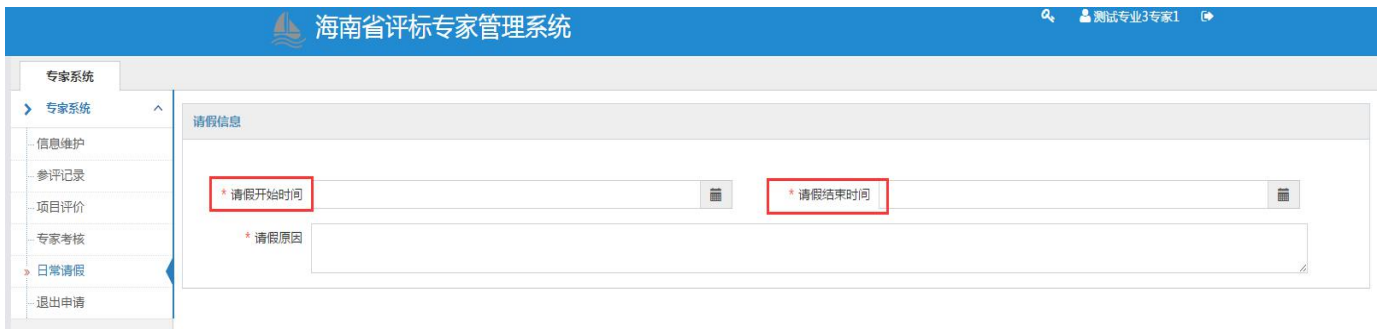 海南省评标专家管理系统
测试专业3专家1
专家系统
专家系统
信息维护
参评记录
项目评价
专家考核
日常请假
退出申请
请假信息
* 请假开始时间
* 请假结束时间
* 请假原因